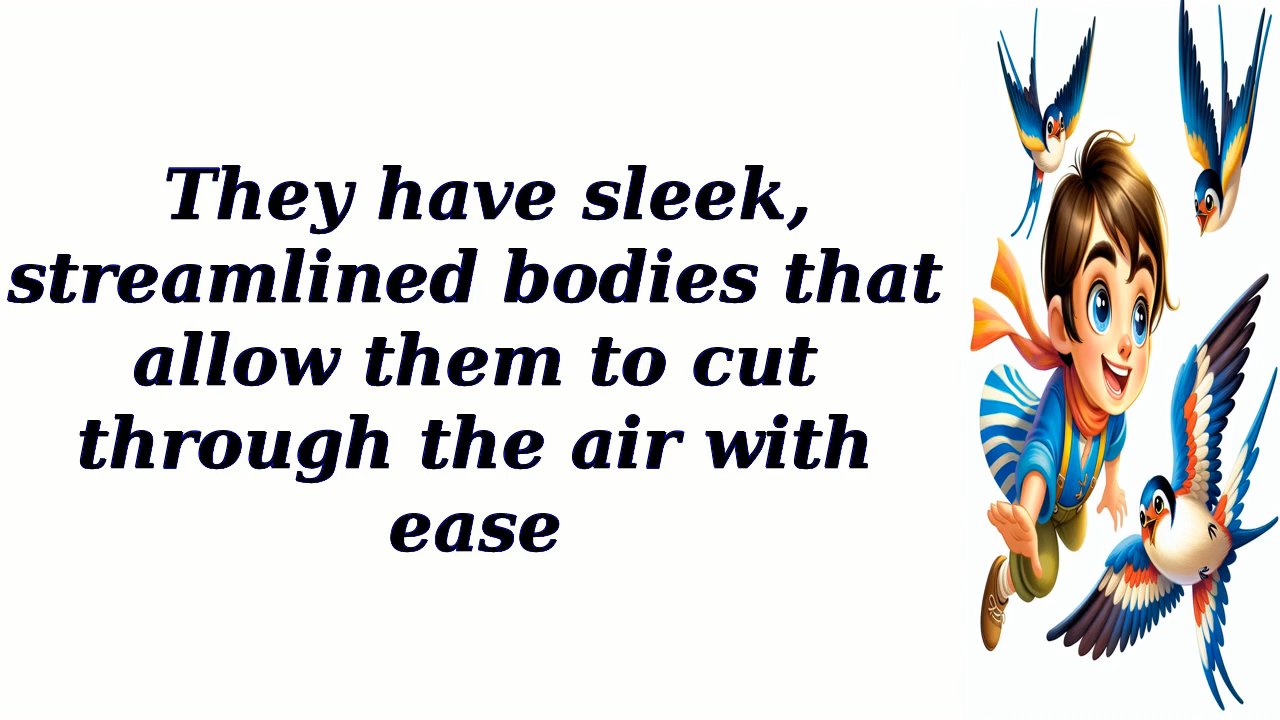 They have sleek,
streamlined bodies that
allow them to cut
through the air with
ease